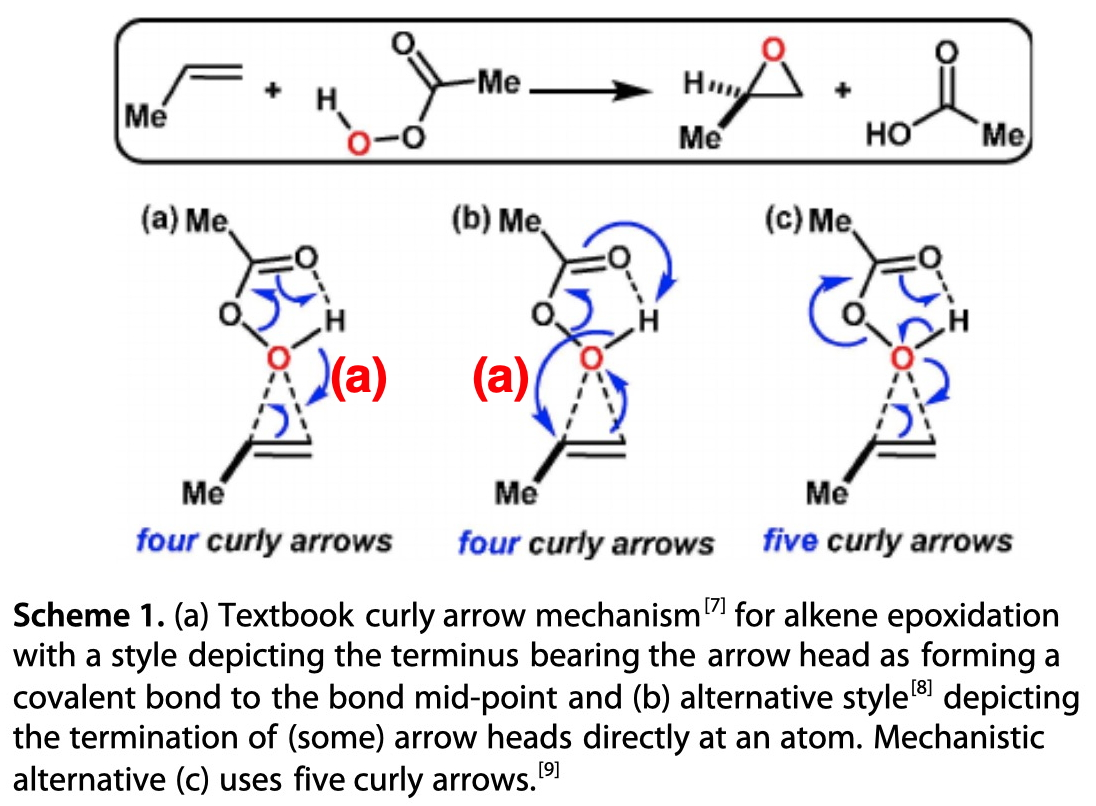 O O O
H Me H
Me + O–O → Me + HO Me
(a) Me (b) Me (c) Me
O O O
O H O H O H
O (a) (a) O O
Me Me Me
four curly arrows four curly arrows five curly arrows
Scheme 1. (a) Textbook curly arrow mechanism[7] for alkene epoxidation
with a style depicting the terminus bearing the arrow head as forming a
covalent bond to the bond mid-point and (b) alternative style[8] depicting
the termination of (some) arrow heads directly at an atom. Mechanistic
alternative (c) uses five curly arrows.[9]